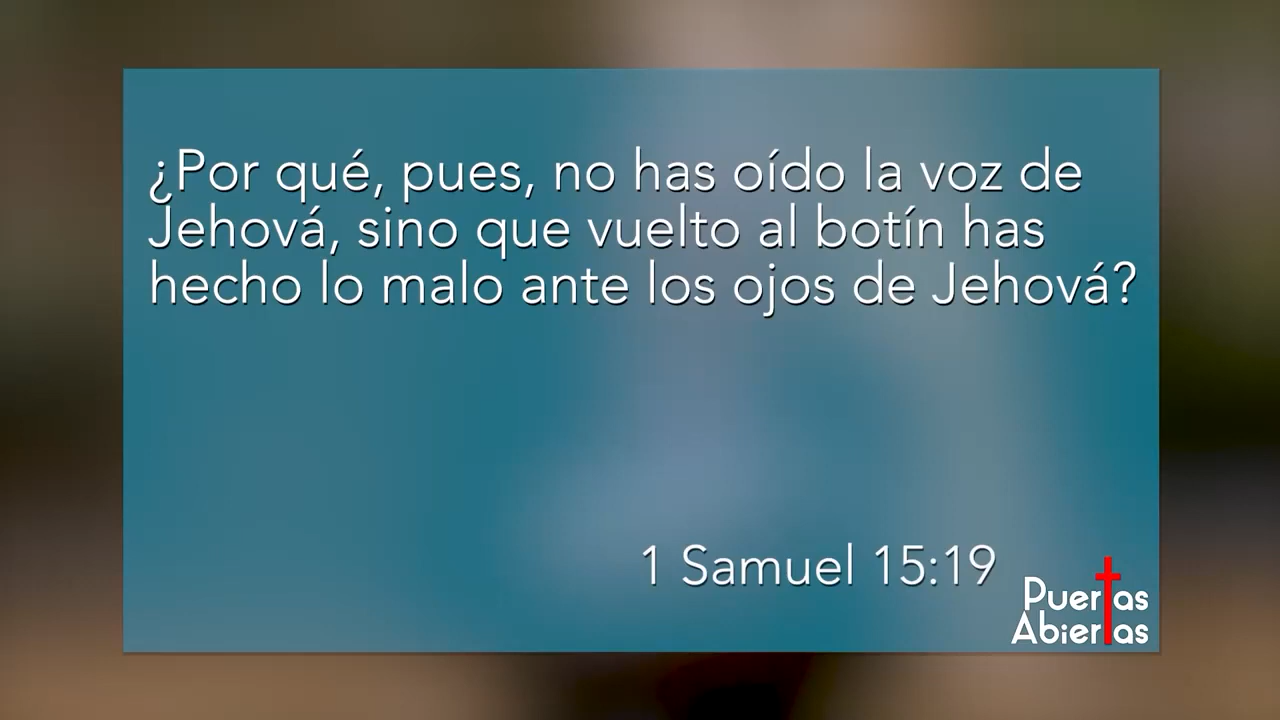 ¿Por qué, pues, no has oído la voz de
Jehová, sino que vuelto al botín has
hecho lo malo ante los ojos de Jehová?
1 Samuel 15:19
Puertas
Abiertas